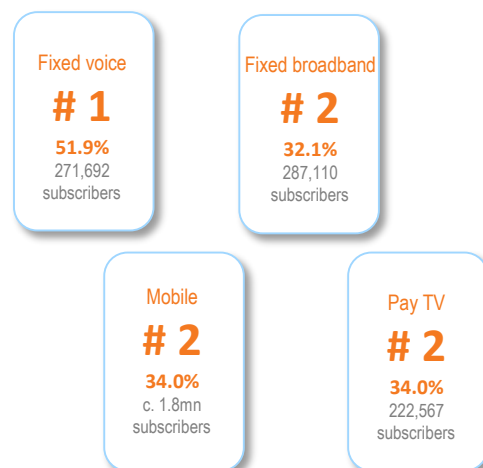 Fixed voice
# 1
51.9%
271,692
subscribers
Fixed broadband
# 2
32.1%
287,110
subscribers
Mobile
# 2
34.0%
c. 1.8mn
subscribers
Pay TV
# 2
34.0%
222,567
subscribers